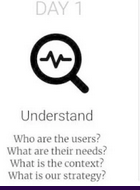 DAY 1
Understand
Who are the users?
What are their needs?
What is the context?
What is our strategy?